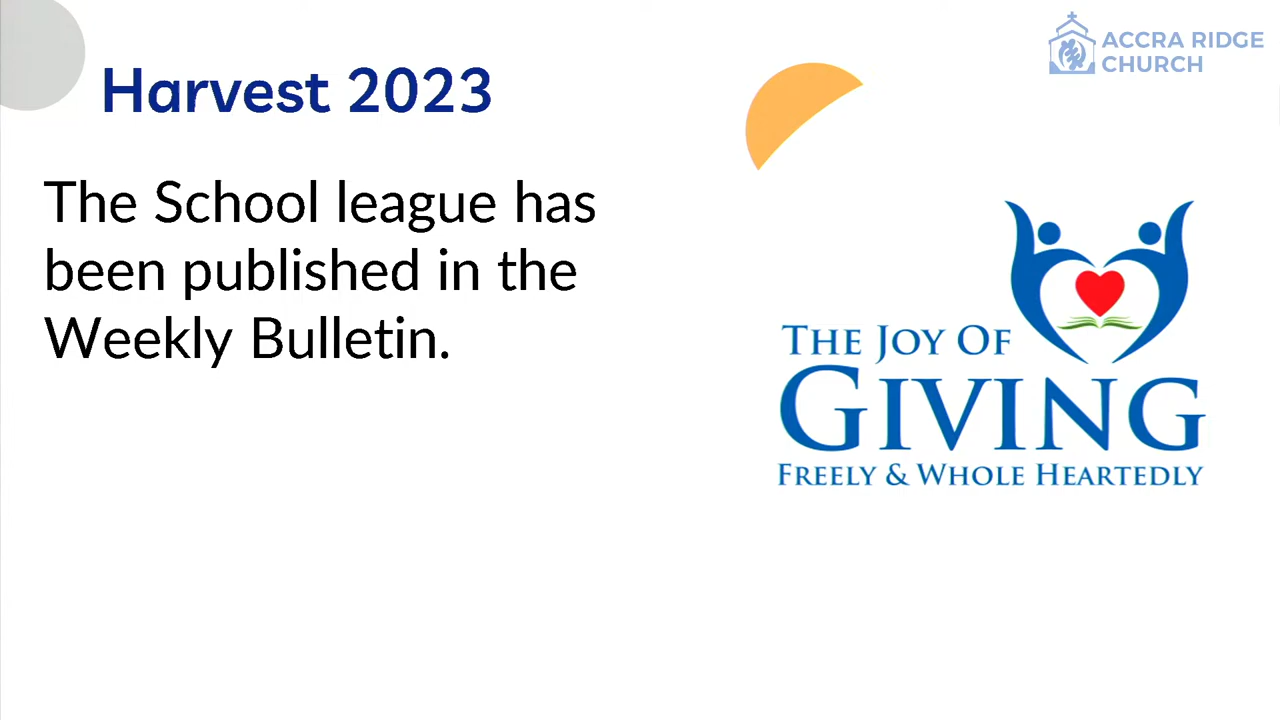 ACCRA RIDGE
CHURCH
Harvest 2023
The School league has
been published in the
Weekly Bulletin.
THE JOY OF
GIVING
FREELY & WHOLE HEARTEDLY